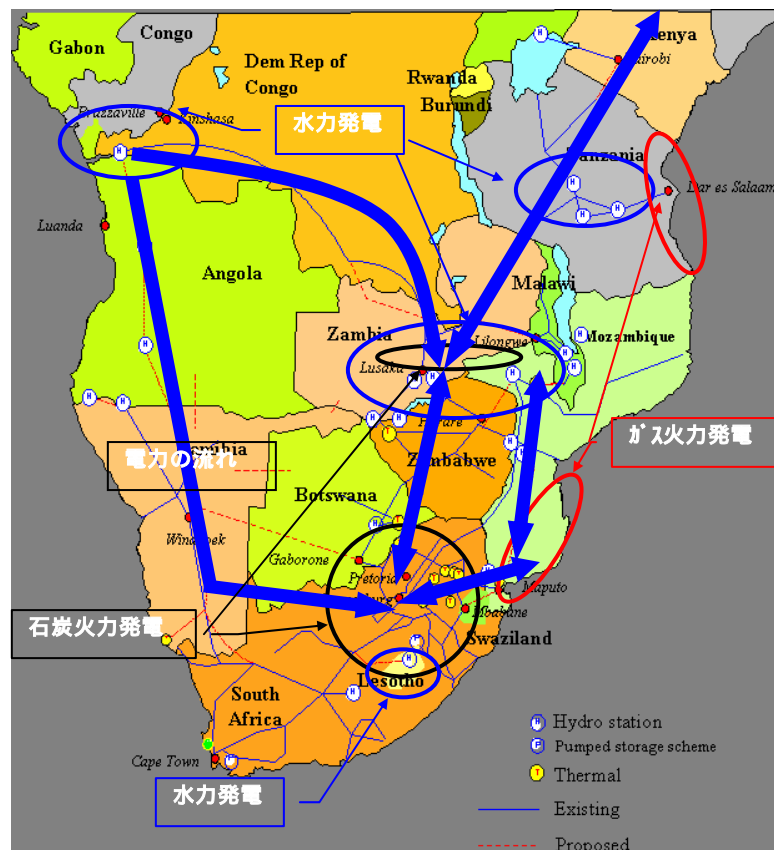 Congo
Gabon
Dem Rep of
Congo
Kenya
Nairobi
Rwanda
Burundi
Brazzaville
Kinshasa
水力発電
Tanzania
Dar es Salaam
Luanda
Angola
Malawi
Zambia
Lilongwe
Mozambique
Lusaka
Harare
ガス火力発電
Namibia
電力の流れ
Zimbabwe
Botswana
Windhoek
Gaborone
Pretoria
Maputo
Mbabane
石炭火力発電
Swaziland
Lesotho
South
Africa
Cape Town
水力発電
H Hydro station
P Pumped storage scheme
T Thermal
Existing
Proposed